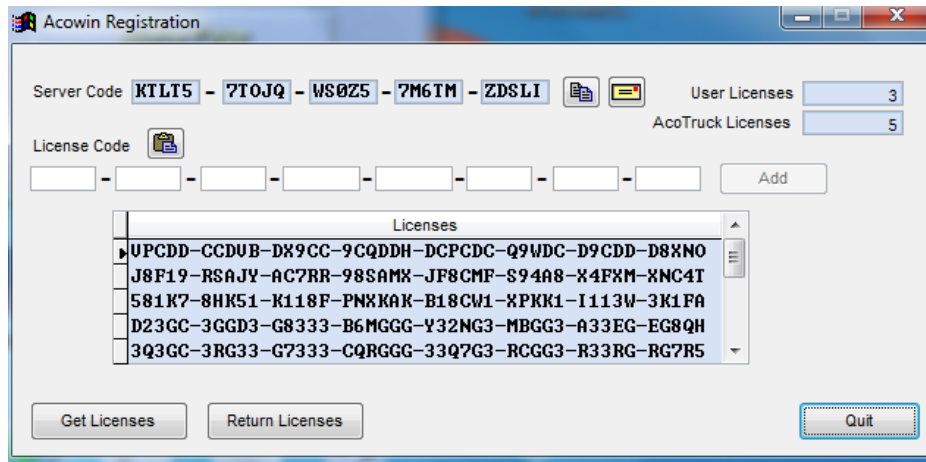 Acowin Registration
Server Code KTLT5 - 7TOJQ - WS0Z5 - 7M6TM - ZDSLI User Licenses 3
AcoTruck Licenses 5
License Code
- - - - - - - Add
Licenses
UPCDD-CCDUB-DX9CC-9CQDDH-DCPCDC-Q9WDC-D9CDD-D8XNO
J8F19-RSAJY-AC7RR-98SAMX-JF8CMF-S94A8-X4FXM-XNC4T
581K7-8HK51-K118F-PNXKAK-B18CW1-XPKK1-I113W-3K1FA
D23GC-3GGD3-G8333-B6MGGG-Y32NG3-MBGG3-A33EG-EG8QH
3Q3GC-3RG33-G7333-CQRGGG-33Q7G3-RCGG3-R33RG-RG7R5
Get Licenses Return Licenses Quit